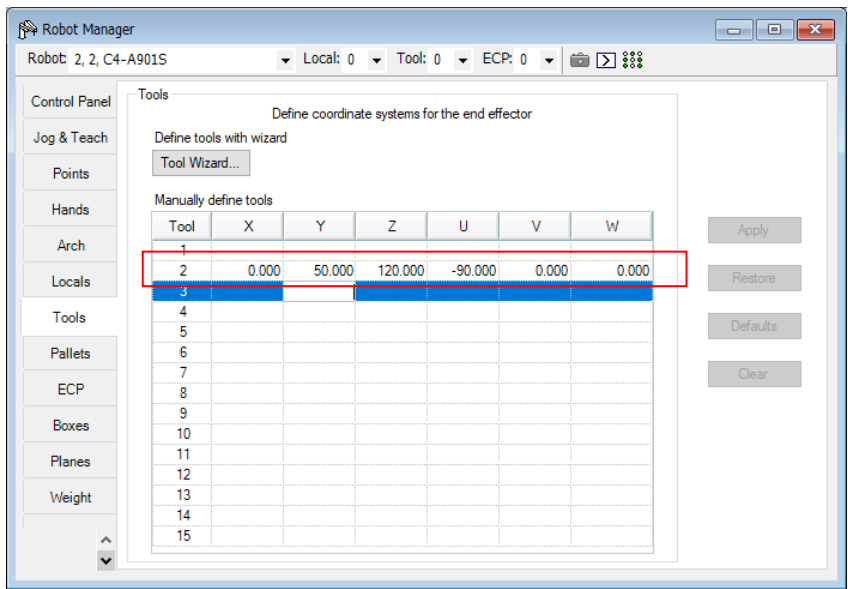 Robot Manager
Robot: 2, 2, C4-A901S Local: 0 Tool: 0 ECP: 0
Control Panel
Jog & Teach
Points
Hands
Arch
Locals
Tools
Pallets
ECP
Boxes
Planes
Weight
Tools
Define coordinate systems for the end effector
Define tools with wizard
Tool Wizard...
Manually define tools
Tool X Y Z U V W
1
2 0.000 50.000 120.000 -90.000 0.000 0.000
3
4
5
6
7
8
9
10
11
12
13
14
15
Apply
Restore
Defaults
Clear